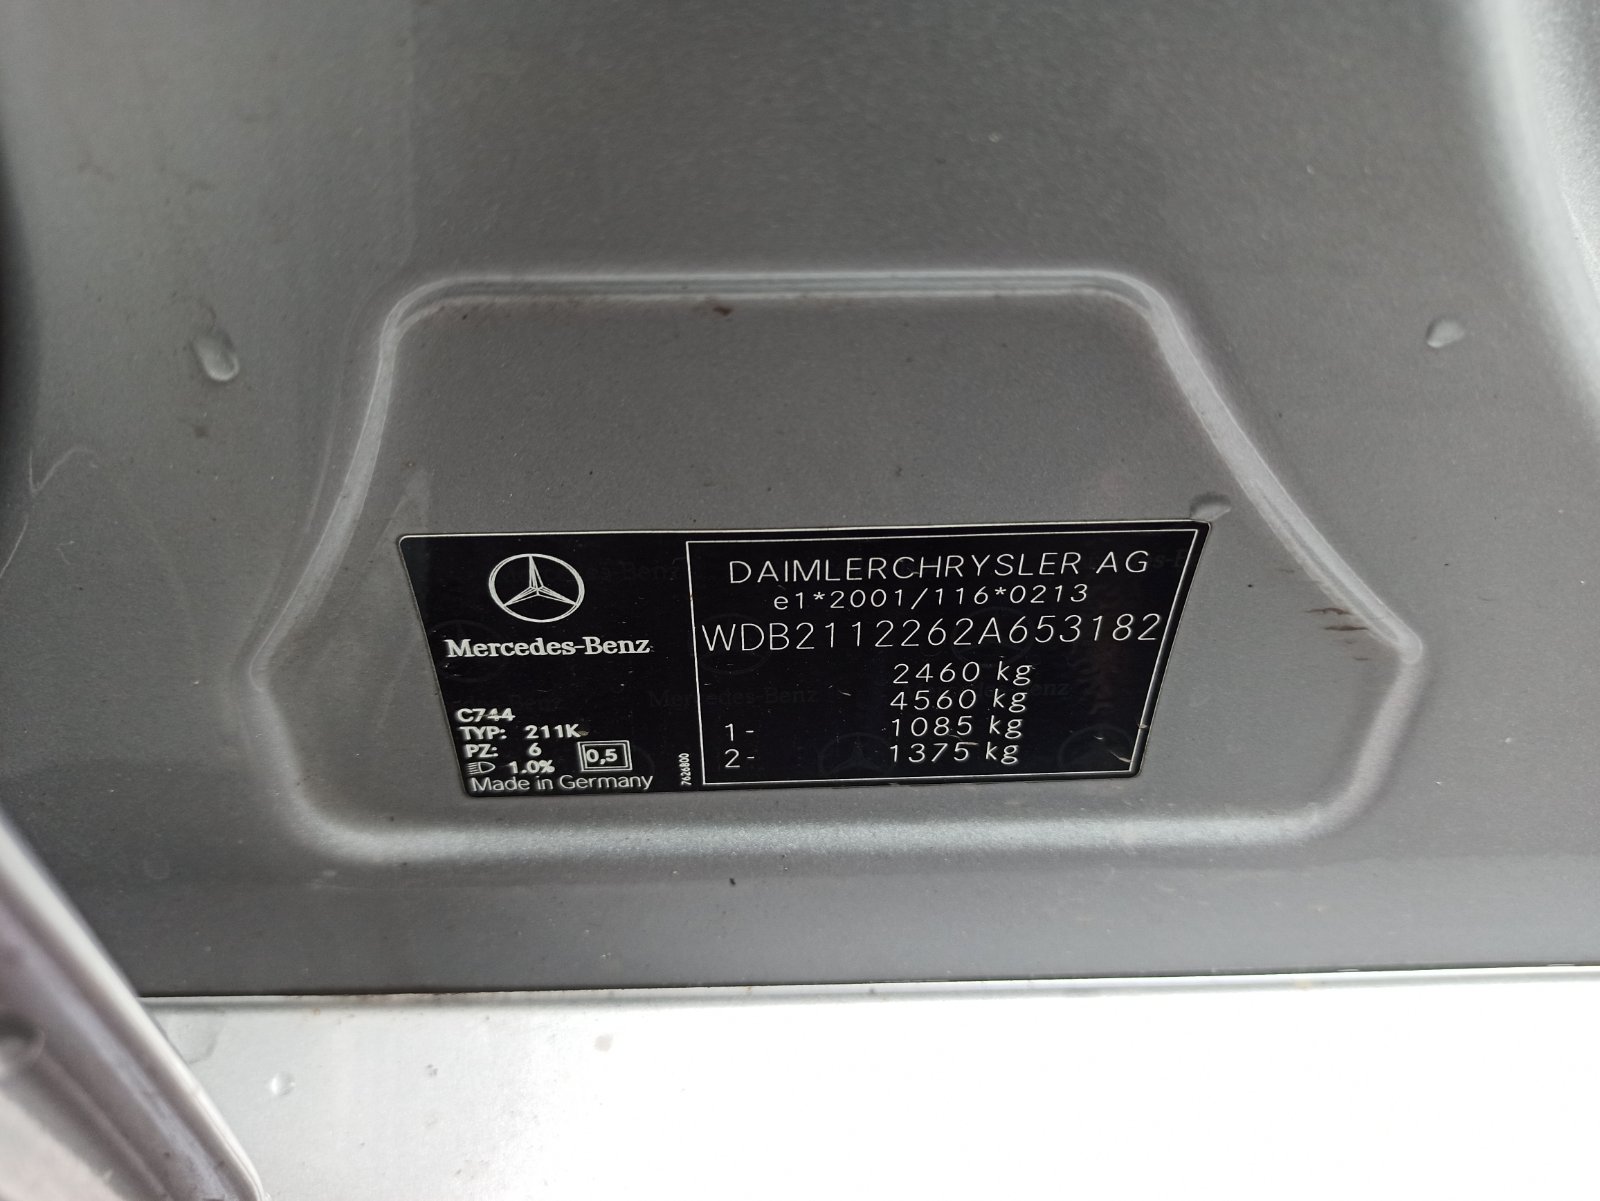 Mercedes-Benz
C744
TYP: 211K
PZ: 6
1.0% 0,5
Made in Germany
7626800
DAIMLERCHRYSLER AG
e1*2001/116*0213
WDB2112262A653182
2460 kg
4560 kg
1- 1085 kg
2- 1375 kg